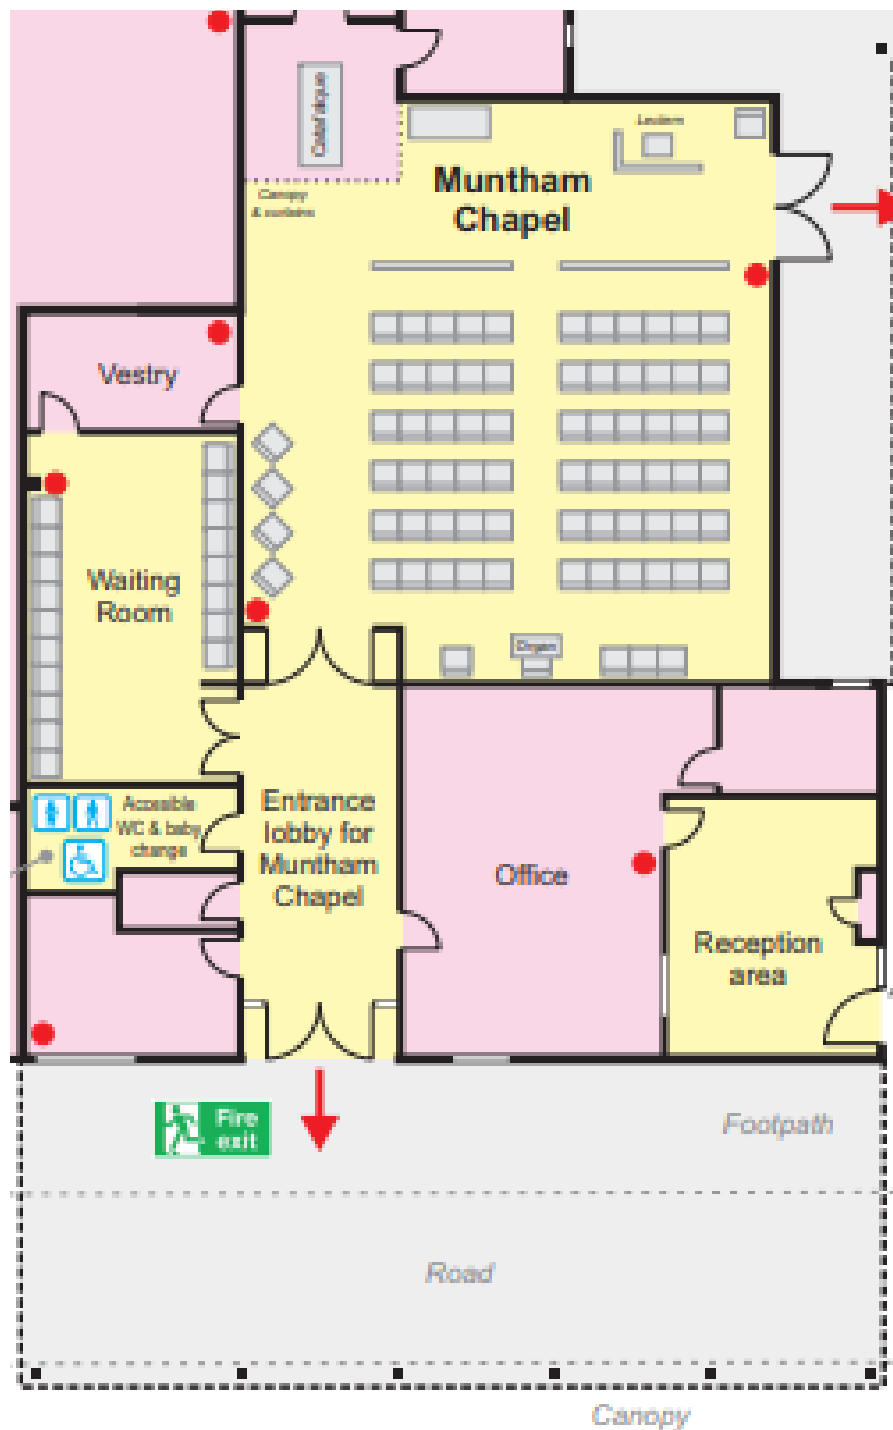 Catafalque
Lectern
Muntham
Chapel
Canopy
& curtains
Vestry
Waiting
Room
Organ
Accessible
WC & baby
change
Entrance
lobby for
Muntham
Chapel
Office
Reception
area
Fire
exit
Footpath
Road
Canopy